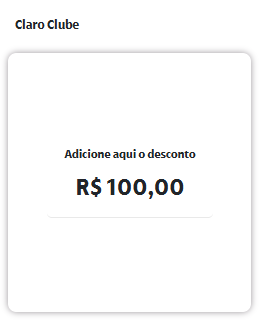 Claro Clube
Adicione aqui o desconto
R$ 100,00